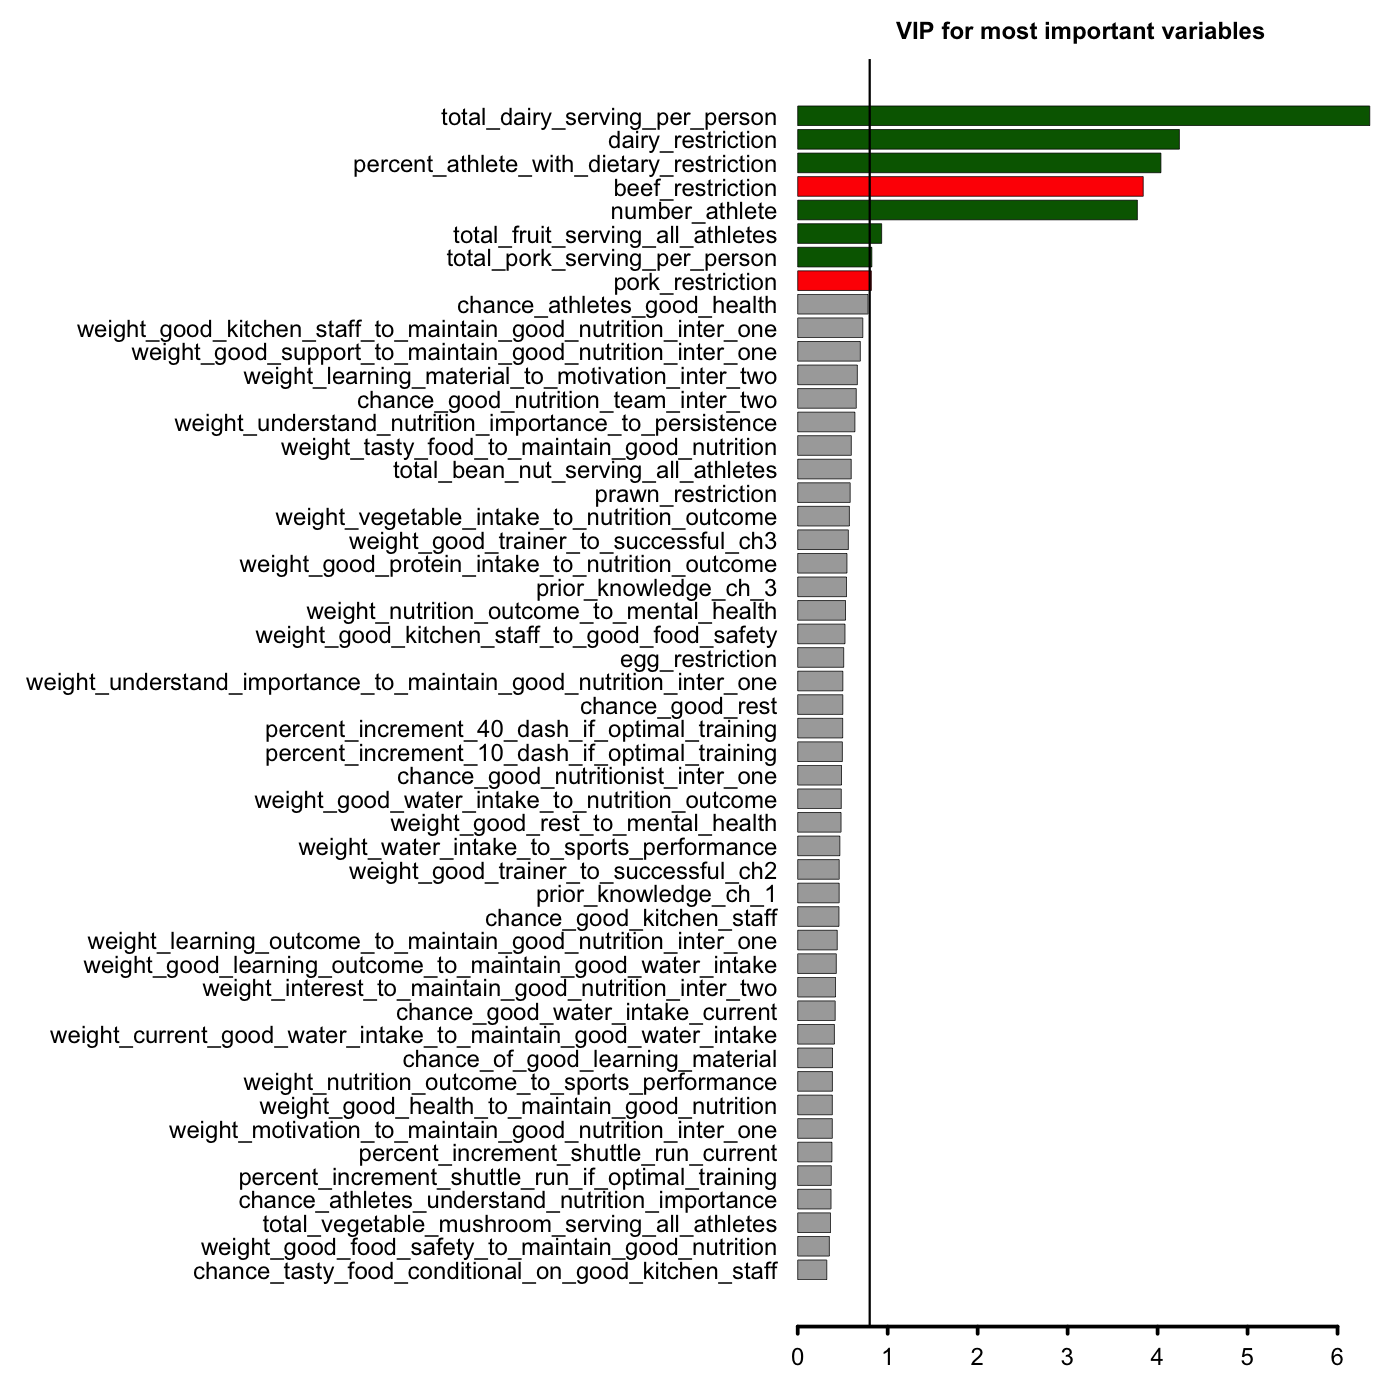 VIP for most important variables
total_dairy_serving_per_person
dairy_restriction
percent_athlete_with_dietary_restriction
beef_restriction
number_athlete
total_fruit_serving_all_athletes
total_pork_serving_per_person
pork_restriction
chance_athletes_good_health
weight_good_kitchen_staff_to_maintain_good_nutrition_inter_one
weight_good_support_to_maintain_good_nutrition_inter_one
weight_learning_material_to_motivation_inter_two
chance_good_nutrition_team_inter_two
weight_understand_nutrition_importance_to_persistence
weight_tasty_food_to_maintain_good_nutrition
total_bean_nut_serving_all_athletes
prawn_restriction
weight_vegetable_intake_to_nutrition_outcome
weight_good_trainer_to_successful_ch3
weight_good_protein_intake_to_nutrition_outcome
prior_knowledge_ch_3
weight_nutrition_outcome_to_mental_health
weight_good_kitchen_staff_to_good_food_safety
egg_restriction
weight_understand_importance_to_maintain_good_nutrition_inter_one
chance_good_rest
percent_increment_40_dash_if_optimal_training
percent_increment_10_dash_if_optimal_training
chance_good_nutritionist_inter_one
weight_good_water_intake_to_nutrition_outcome
weight_good_rest_to_mental_health
weight_water_intake_to_sports_performance
weight_good_trainer_to_successful_ch2
prior_knowledge_ch_1
chance_good_kitchen_staff
weight_learning_outcome_to_maintain_good_nutrition_inter_one
weight_good_learning_outcome_to_maintain_good_water_intake
weight_interest_to_maintain_good_nutrition_inter_two
chance_good_water_intake_current
weight_current_good_water_intake_to_maintain_good_water_intake
chance_of_good_learning_material
weight_nutrition_outcome_to_sports_performance
weight_good_health_to_maintain_good_nutrition
weight_motivation_to_maintain_good_nutrition_inter_one
percent_increment_shuttle_run_current
percent_increment_shuttle_run_if_optimal_training
chance_athletes_understand_nutrition_importance
total_vegetable_mushroom_serving_all_athletes
weight_good_food_safety_to_maintain_good_nutrition
chance_tasty_food_conditional_on_good_kitchen_staff
0 1 2 3 4 5 6